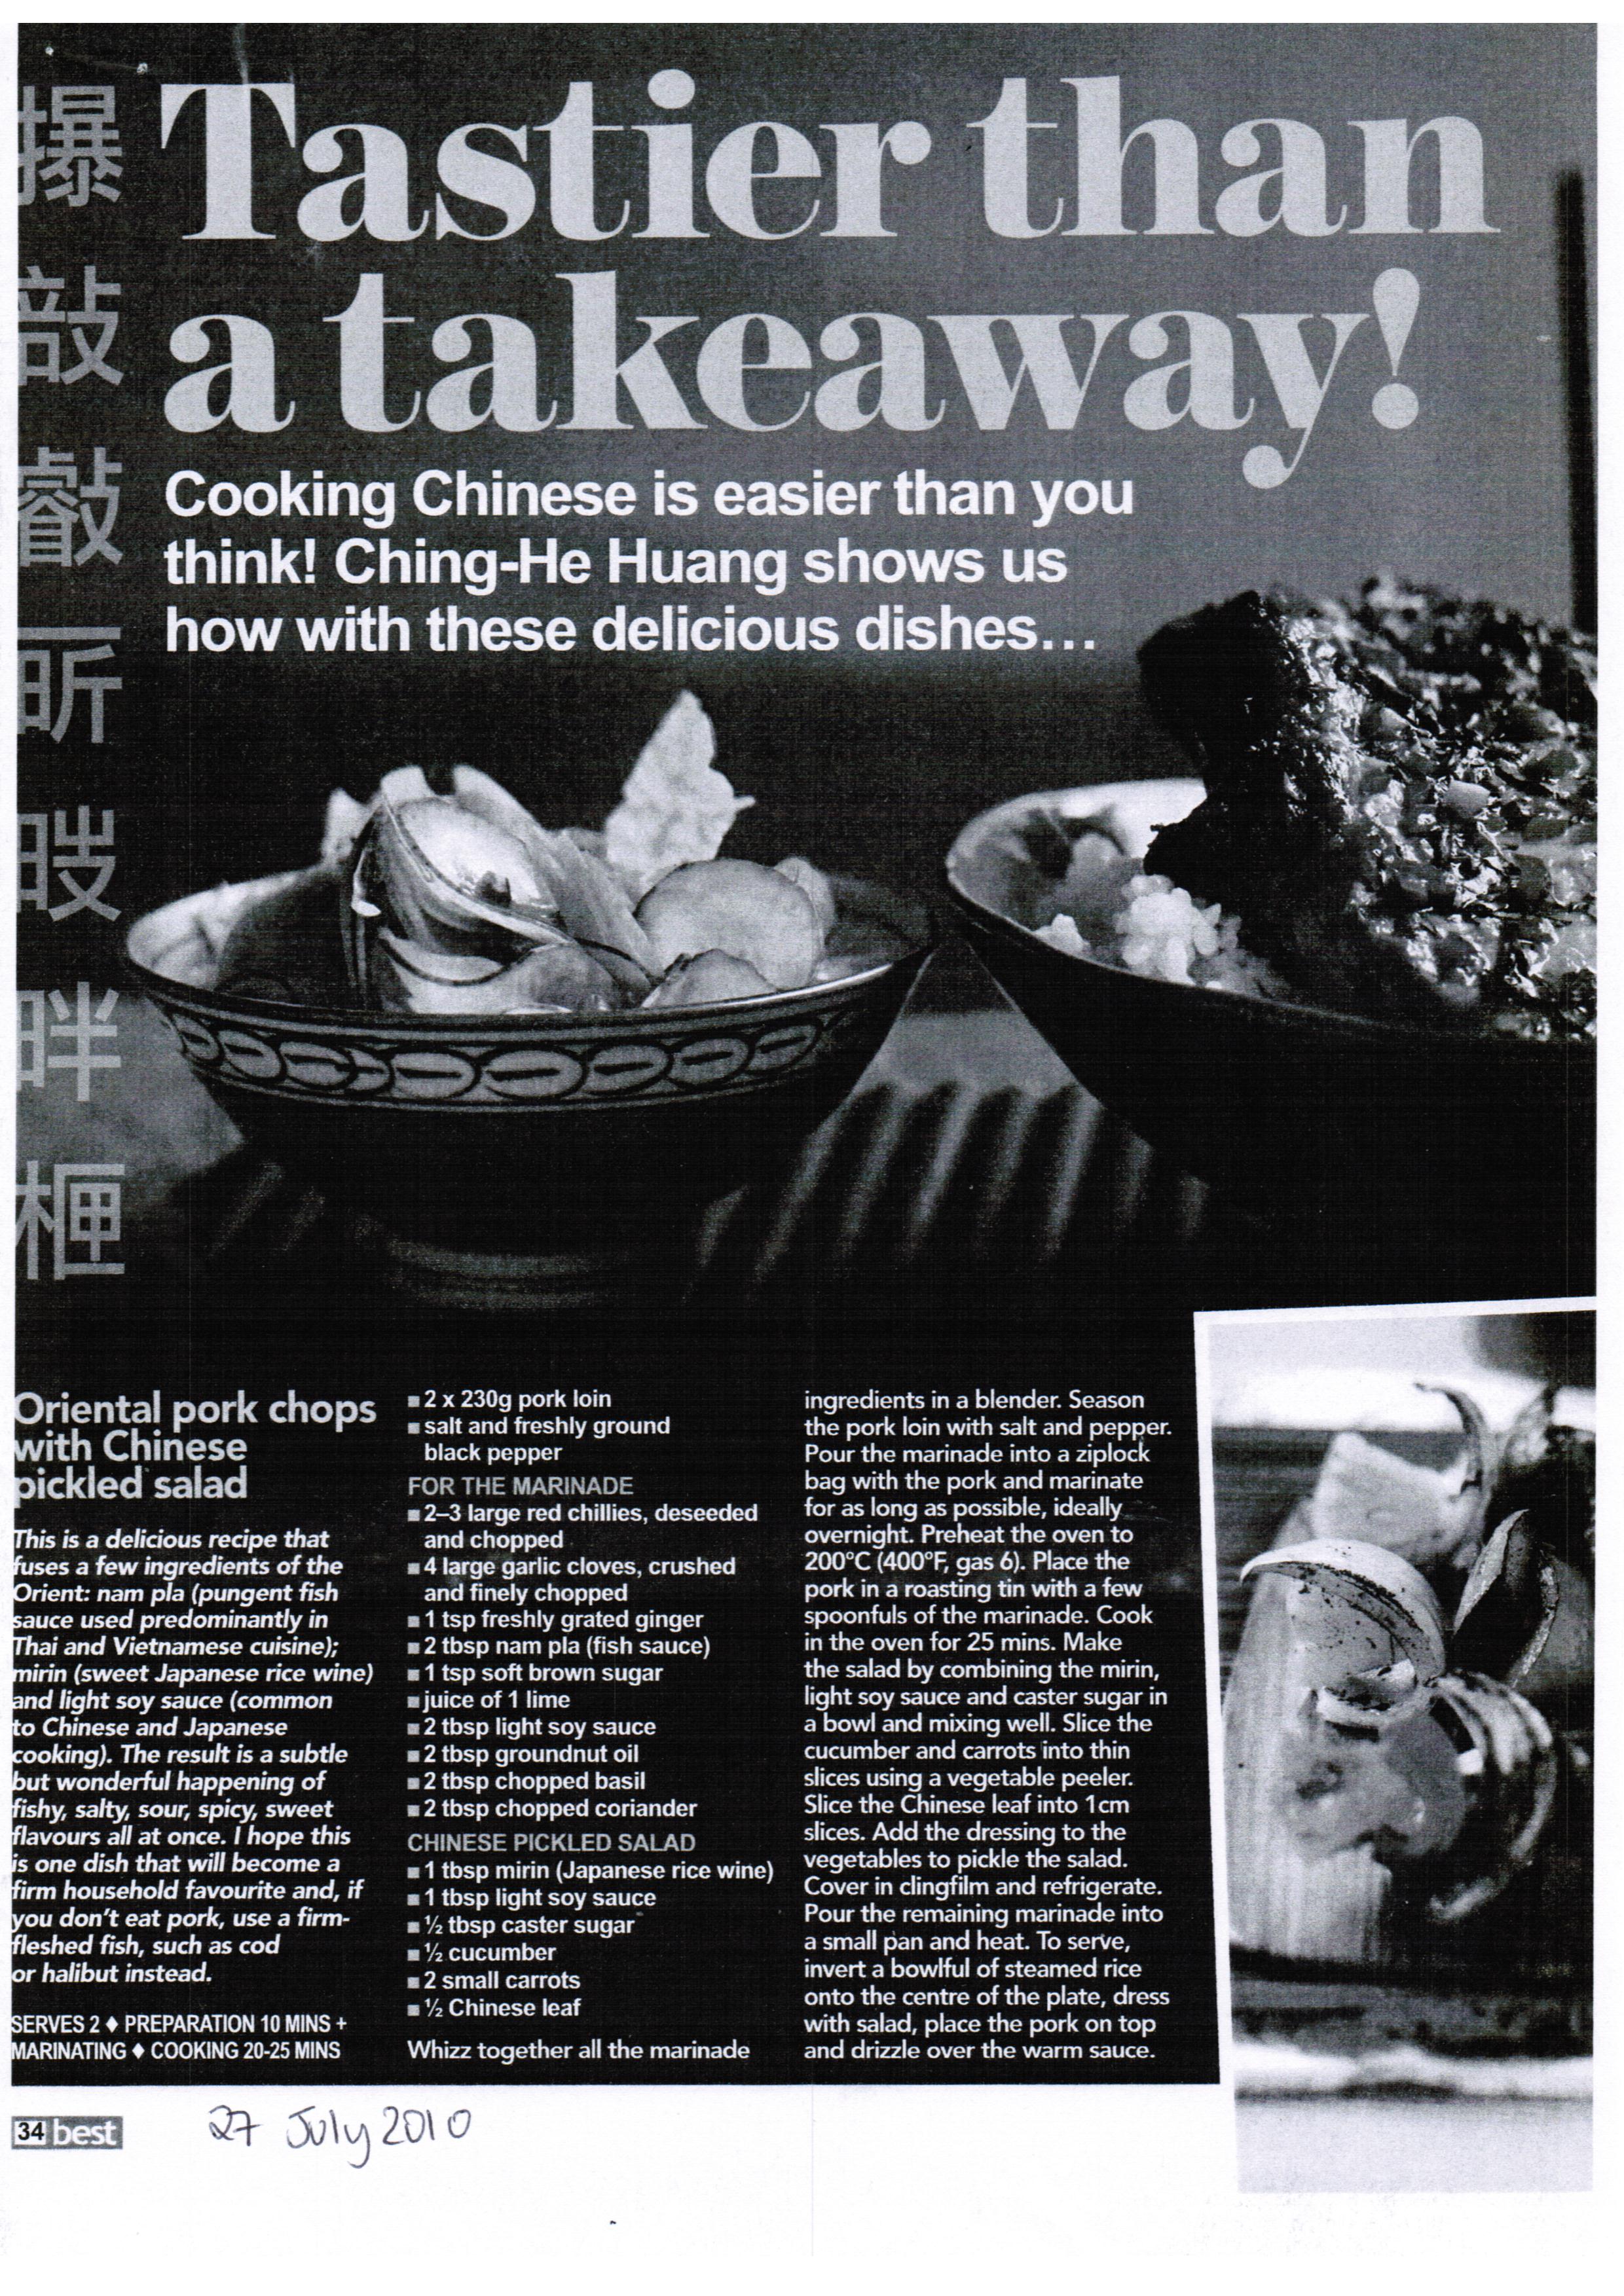 Tastier than
a takeaway!
Cooking Chinese is easier than you
think! Ching-He Huang shows us
how with these delicious dishes…
畔
Oriental pork chops
with Chinese
pickled salad
This is a delicious recipe that
fuses a few ingredients of the
Orient: nam pla (pungent fish
sauce used predominantly in
Thai and Vietnamese cuisine);
mirin (sweet Japanese rice wine)
and light soy sauce (common
to Chinese and Japanese
cooking). The result is a subtle
but wonderful happening of
fishy, salty, sour, spicy, sweet
flavours all at once. I hope this
is one dish that will become a
firm household favourite and, if
you don't eat pork, use a firm-
fleshed fish, such as cod
or halibut instead.
SERVES 2 ♦ PREPARATION 10 MINS +
MARINATING ♦ COOKING 20-25 MINS
■ 2 x 230g pork loin
■ salt and freshly ground
black pepper
FOR THE MARINADE
■ 2–3 large red chillies, deseeded
and chopped
■ 4 large garlic cloves, crushed
and finely chopped
■ 1 tsp freshly grated ginger
■ 2 tbsp nam pla (fish sauce)
■ 1 tsp soft brown sugar
■ juice of 1 lime
■ 2 tbsp light soy sauce
■ 2 tbsp groundnut oil
■ 2 tbsp chopped basil
■ 2 tbsp chopped coriander
CHINESE PICKLED SALAD
■ 1 tbsp mirin (Japanese rice wine)
■ 1 tbsp light soy sauce
■ ½ tbsp caster sugar
■ ½ cucumber
■ 2 small carrots
■ ½ Chinese leaf
Whizz together all the marinade
ingredients in a blender. Season
the pork loin with salt and pepper.
Pour the marinade into a ziplock
bag with the pork and marinate
for as long as possible, ideally
overnight. Preheat the oven to
200°C (400°F, gas 6). Place the
pork in a roasting tin with a few
spoonfuls of the marinade. Cook
in the oven for 25 mins. Make
the salad by combining the mirin,
light soy sauce and caster sugar in
a bowl and mixing well. Slice the
cucumber and carrots into thin
slices using a vegetable peeler.
Slice the Chinese leaf into 1cm
slices. Add the dressing to the
vegetables to pickle the salad.
Cover in clingfilm and refrigerate.
Pour the remaining marinade into
a small pan and heat. To serve,
invert a bowlful of steamed rice
onto the centre of the plate, dress
with salad, place the pork on top
and drizzle over the warm sauce.
34 best
27 July 2010